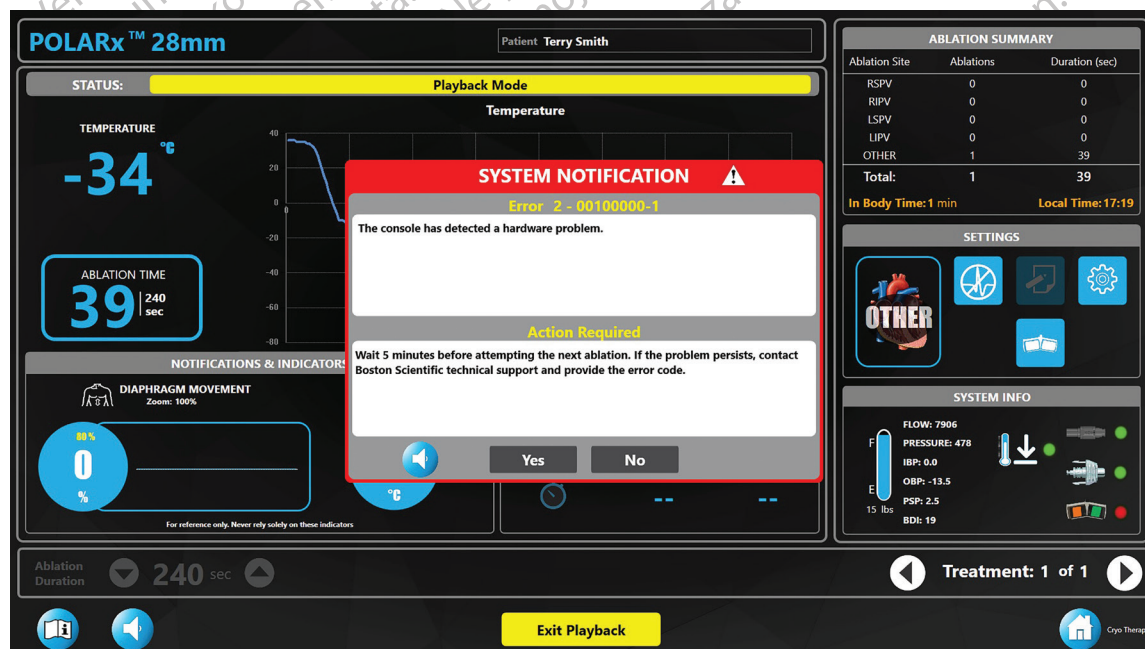 POLARx™ 28mm
Patient Terry Smith
STATUS:
Playback Mode
TEMPERATURE
-34 °C
Temperature
40
20
0
0
-20
-40
-60
-80
ABLATION TIME
39 240 sec
SYSTEM NOTIFICATION
Error 2 - 00100000-1
The console has detected a hardware problem.
Action Required
Wait 5 minutes before attempting the next ablation. If the problem persists, contact
Boston Scientific technical support and provide the error code.
Yes No
NOTIFICATIONS & INDICATORS
DIAPHRAGM MOVEMENT
Zoom: 100%
80 %
0
%
°C
-- --
For reference only. Never rely solely on these indicators
ABLATION SUMMARY
Ablation Site Ablations Duration (sec)
RSPV 0 0
RIPV 0 0
LSPV 0 0
LIPV 0 0
OTHER 1 39
Total: 1 39
In Body Time: 1 min Local Time: 17:19
SETTINGS
OTHER
SYSTEM INFO
F
E
15 lbs
FLOW: 7906
PRESSURE: 478
IBP: 0.0
OBP: -13.5
PSP: 2.5
BDI: 19
Ablation
Duration
240 sec
Treatment: 1 of 1
Exit Playback
Cryo Therap